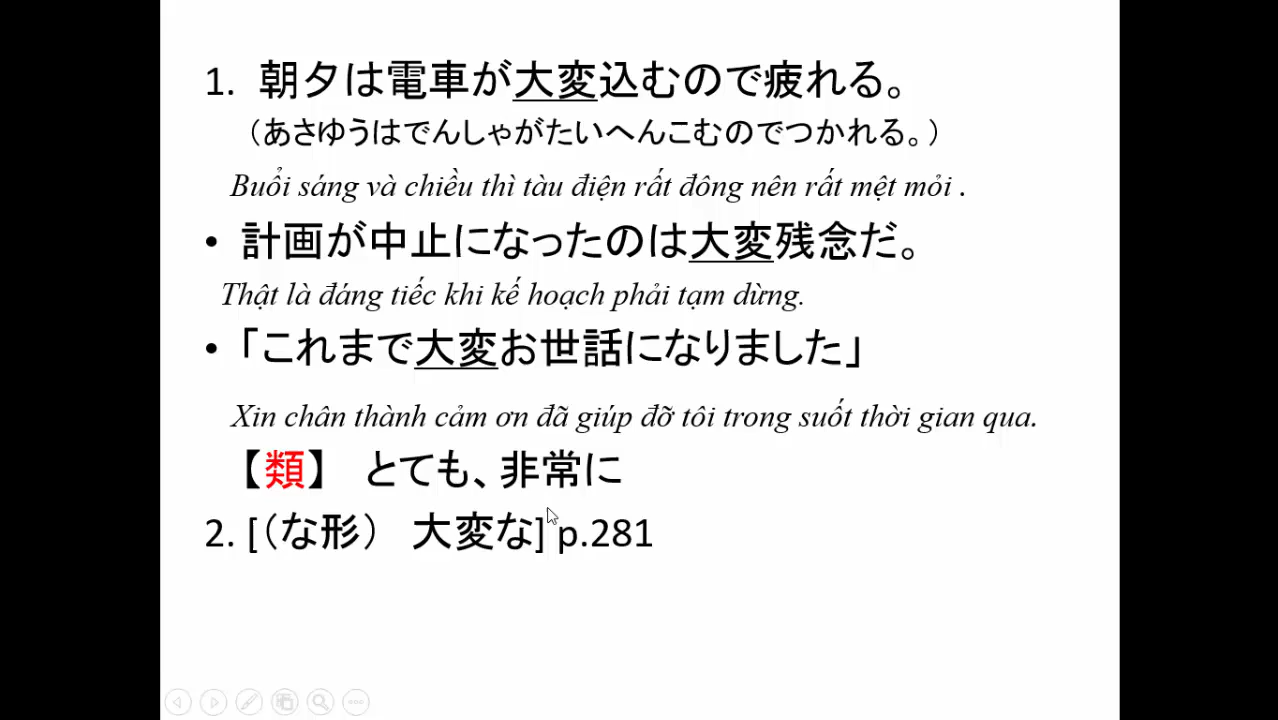 1. 朝夕は電車が大変込むので疲れる。
（あさゆうはでんしゃがたいへんこむのでつかれる。）
Buổi sáng và chiều thì tàu điện rất đông nên rất mệt mỏi .
• 計画が中止になったのは大変残念だ。
Thật là đáng tiếc khi kế hoạch phải tạm dừng.
• 「これまで大変お世話になりました」
Xin chân thành cảm ơn đã giúp đỡ tôi trong suốt thời gian qua.
【類】 とても、非常に
2. [（な形） 大変な] p.281